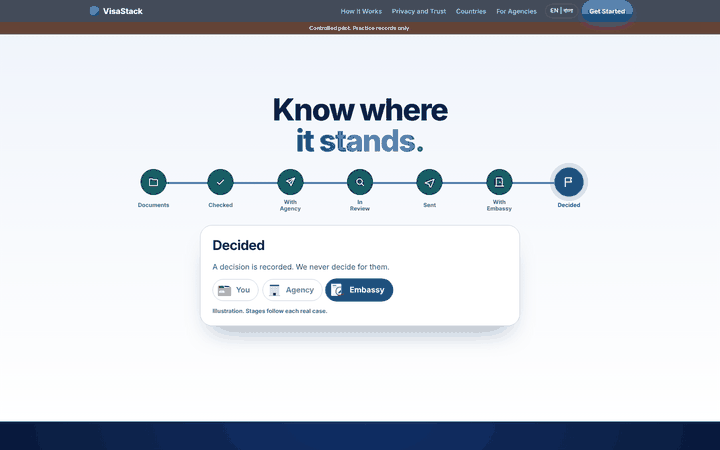 VisaStack
How It Works
Privacy and Trust
Countries
For Agencies
EN | বাংলা
Get Started
Controlled pilot. Practice records only
Know where
it stands.
Documents
Checked
With
Agency
In
Review
Sent
With
Embassy
Decided
Decided
A decision is recorded. We never decide for them.
You
Agency
Embassy
Illustration. Stages follow each real case.